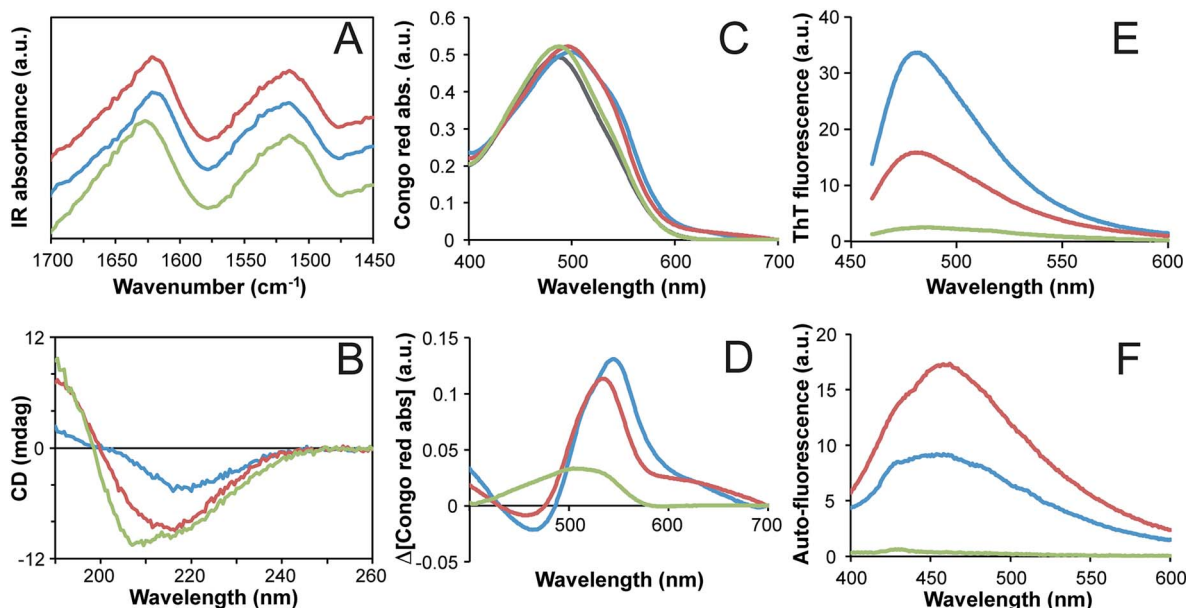 A
IR absorbance (a.u.)
1700 1650 1600 1550 1500 1450
Wavenumber (cm-1)
C
Congo red abs. (a.u.)
0.6
0.5
0.4
0.3
0.2
0.1
0
400 500 600 700
Wavelength (nm)
E
ThT fluorescence (a.u.)
40
30
20
10
0
450 500 550 600
Wavelength (nm)
B
CD (mdag)
12
0
-12
200 220 240 260
Wavelength (nm)
D
Δ[Congo red abs] (a.u.)
0.15
0.1
0.05
0
-0.05
500 600 700
Wavelength (nm)
F
Auto-fluorescence (a.u.)
20
15
10
5
0
400 450 500 550 600
Wavelength (nm)